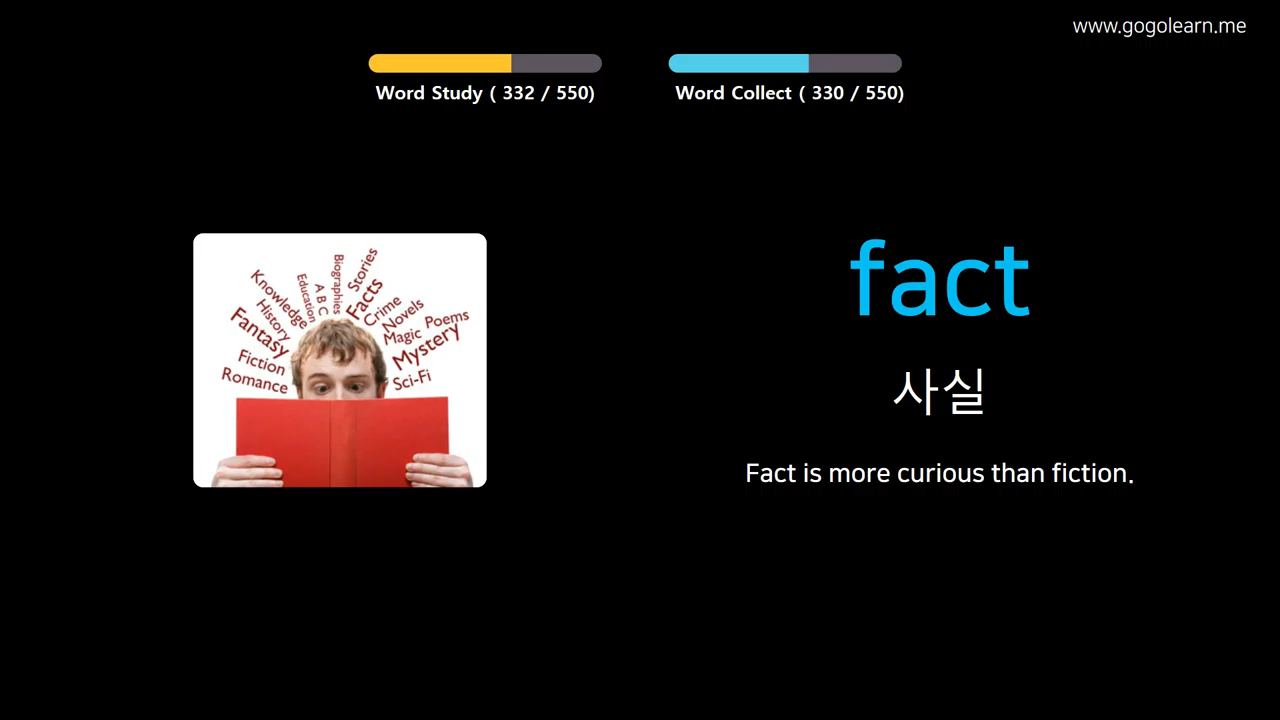 www.gogolearn.me
Word Study ( 332 / 550)
Word Collect ( 330 / 550)
Knowledge
History
Fantasy
Fiction
Romance
Education
A B C
Biographies
Stories
Facts
Crime
Novels
Magic
Poems
Mystery
Sci-Fi
fact
사실
Fact is more curious than fiction.